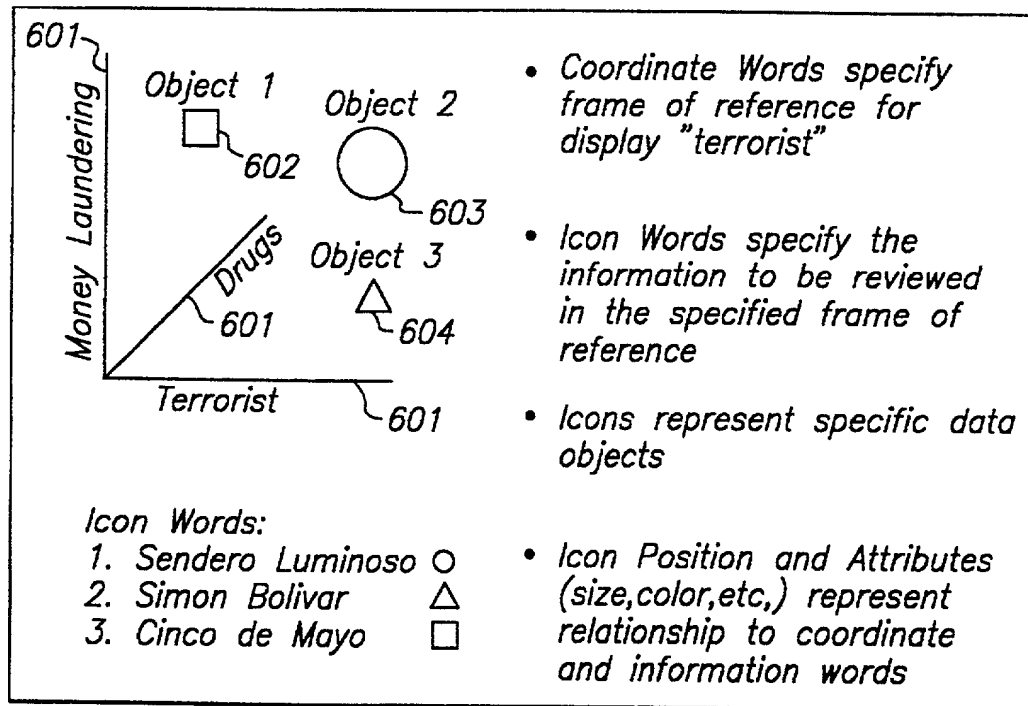 601
Money Laundering
Object 1
602
Object 2
603
Drugs
601
Object 3
604
Terrorist
601
Icon Words:
1. Sendero Luminoso
2. Simon Bolivar
3. Cinco de Mayo
• Coordinate Words specify
frame of reference for
display "terrorist"
• Icon Words specify the
information to be reviewed
in the specified frame of
reference
• Icons represent specific data
objects
• Icon Position and Attributes
(size,color,etc,) represent
relationship to coordinate
and information words